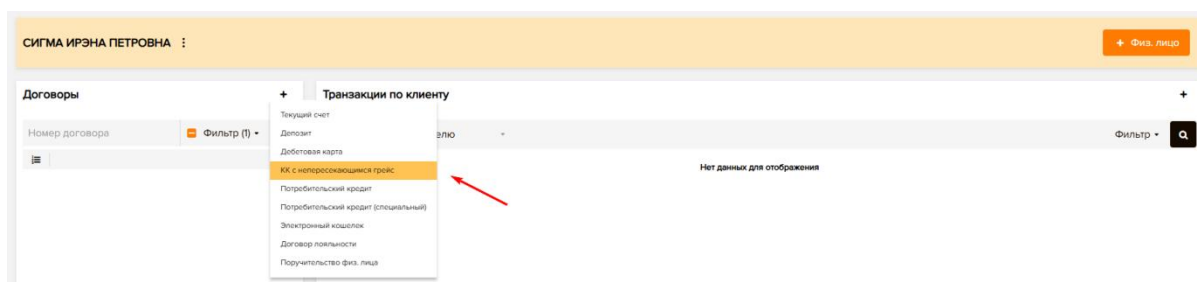 СИГМА ИРЭНА ПЕТРОВНА
+ Физ. лицо
Договоры +
Транзакции по клиенту +
Номер договора Фильтр (1)
елю Фильтр
Нет данных для отображения
Текущий счет
Депозит
Дебетовая карта
КК с непересекающимся грейс
Потребительский кредит
Потребительский кредит (специальный)
Электронный кошелек
Договор лояльности
Поручительство физ. лица